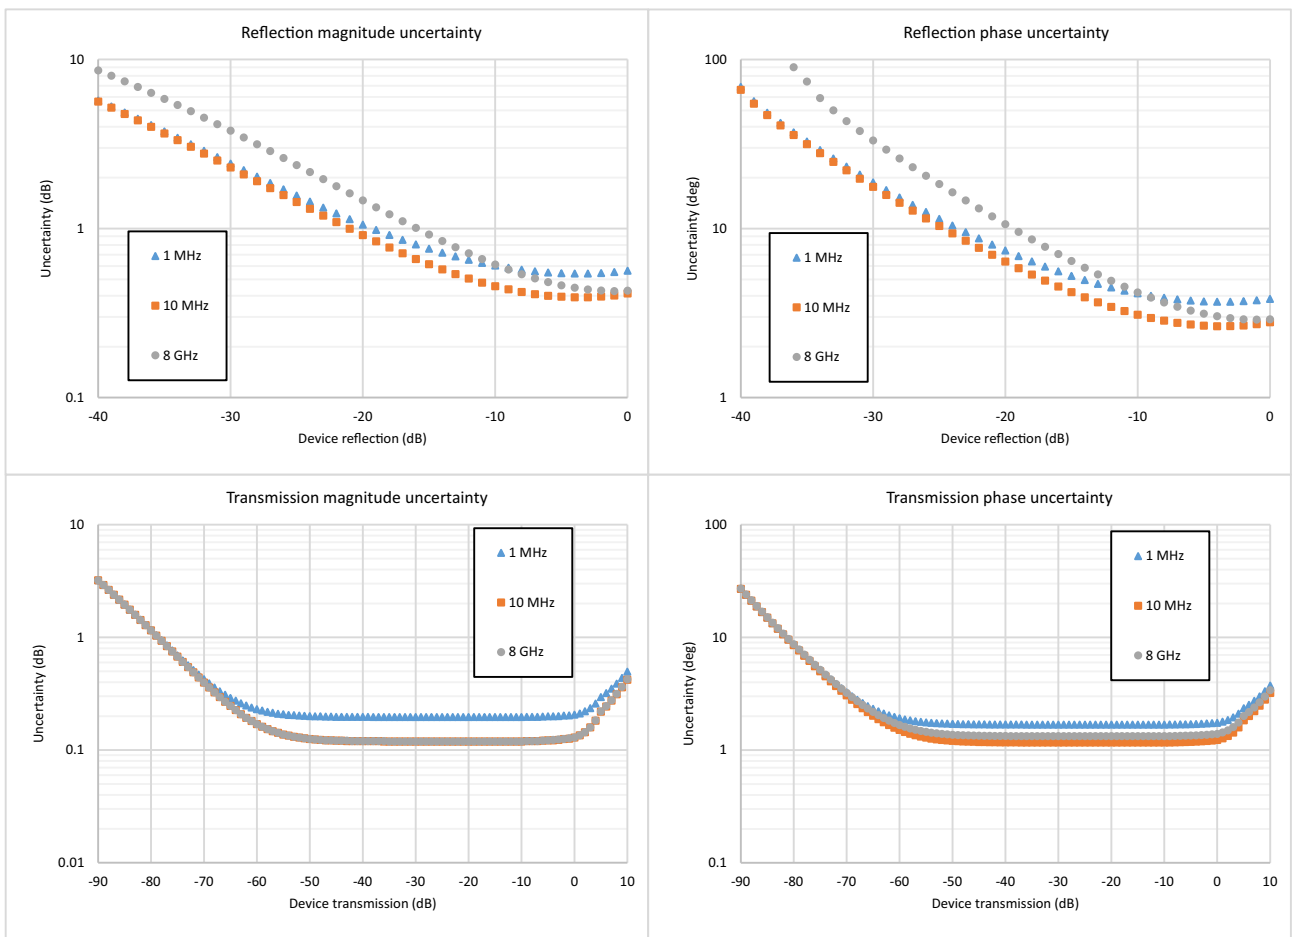 Reflection magnitude uncertainty
10
1
0.1
Uncertainty (dB)
1 MHz
10 MHz
8 GHz
-40 -30 -20 -10 0
Device reflection (dB)
Reflection phase uncertainty
100
10
1
Uncertainty (deg)
1 MHz
10 MHz
8 GHz
-40 -30 -20 -10 0
Device reflection (dB)
Transmission magnitude uncertainty
10
1
0.1
0.01
Uncertainty (dB)
1 MHz
10 MHz
8 GHz
-90 -80 -70 -60 -50 -40 -30 -20 -10 0 10
Device transmission (dB)
Transmission phase uncertainty
100
10
1
0.1
Uncertainty (deg)
1 MHz
10 MHz
8 GHz
-90 -80 -70 -60 -50 -40 -30 -20 -10 0 10
Device transmission (dB)